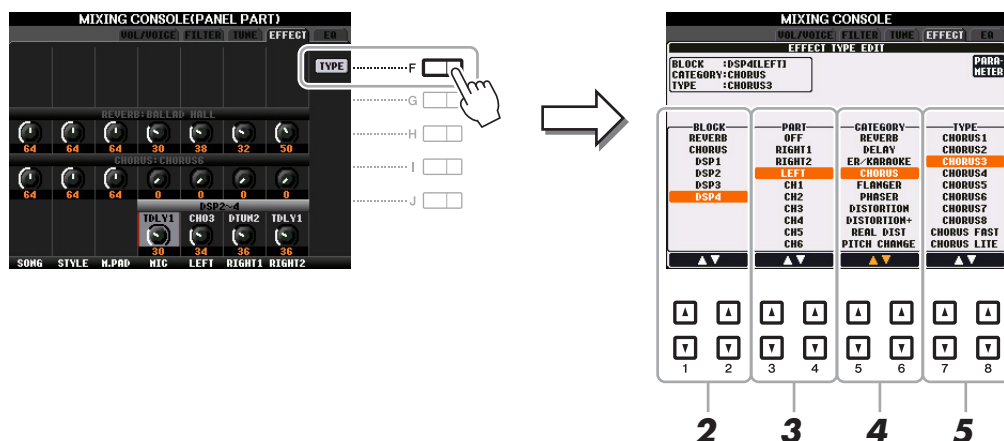 MIXING CONSOLE(PANEL PART)
VOL/VOICE FILTER TUNE EFFECT EQ
TYPE
F
G
H
I
J
REVERB:BALLAD HALL
64 64 64 30 38 32 50
CHORUS:CHORUS6
64 64 64 0 0 0 0
DSP2~4
TDLY1 CHO3 DTUN2 TDLY1
30 34 36 36
SONG STYLE M.PAD MIC LEFT RIGHT1 RIGHT2
MIXING CONSOLE
VOL/VOICE FILTER TUNE EFFECT EQ
EFFECT TYPE EDIT
BLOCK :DSP4[LEFT]
CATEGORY:CHORUS
TYPE :CHORUS3
PARA-
METER
BLOCK
REVERB
CHORUS
DSP1
DSP2
DSP3
DSP4
PART
OFF
RIGHT1
RIGHT2
LEFT
CH1
CH2
CH3
CH4
CH5
CH6
CATEGORY
REVERB
DELAY
ER/KARAOKE
CHORUS
FLANGER
PHASER
DISTORTION
DISTORTION+
REAL DIST
PITCH CHANGE
TYPE
CHORUS1
CHORUS2
CHORUS3
CHORUS4
CHORUS5
CHORUS6
CHORUS7
CHORUS8
CHORUS FAST
CHORUS LITE
1 2 3 4 5 6 7 8
2 3 4 5